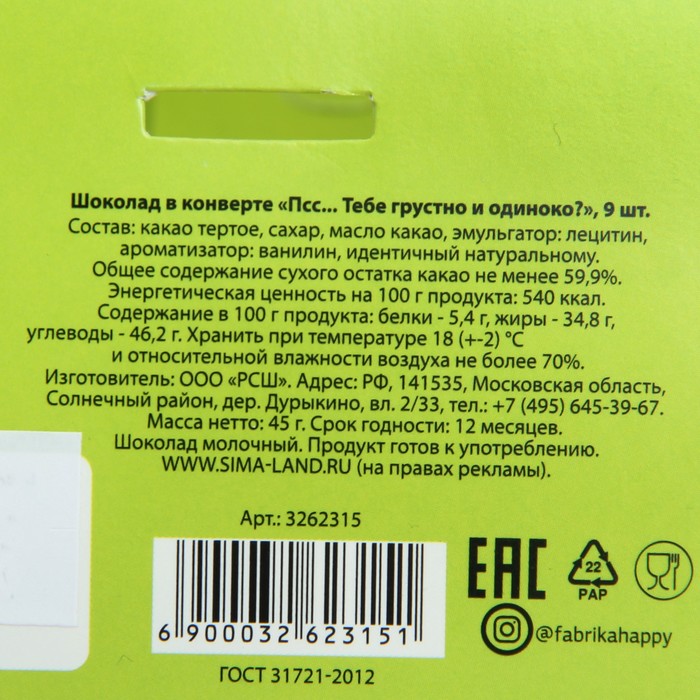 Шоколад в конверте «Псс... Тебе грустно и одиноко?», 9 шт.
Состав: какао тертое, сахар, масло какао, эмульгатор: лецитин,
ароматизатор: ванилин, идентичный натуральному.
Общее содержание сухого остатка какао не менее 59,9%.
Энергетическая ценность на 100 г продукта: 540 ккал.
Содержание в 100 г продукта: белки - 5,4 г, жиры - 34,8 г,
углеводы - 46,2 г. Хранить при температуре 18 (+-2) °C
и относительной влажности воздуха не более 70%.
Изготовитель: ООО «РСШ». Адрес: РФ, 141535, Московская область,
Солнечный район, дер. Дурыкино, вл. 2/33, тел.: +7 (495) 645-39-67.
Масса нетто: 45 г. Срок годности: 12 месяцев.
Шоколад молочный. Продукт готов к употреблению.
WWW.SIMA-LAND.RU (на правах рекламы).
Арт.: 3262315
6 900032 623151
ГОСТ 31721-2012
EAC
22
PAP
@fabrikahappy